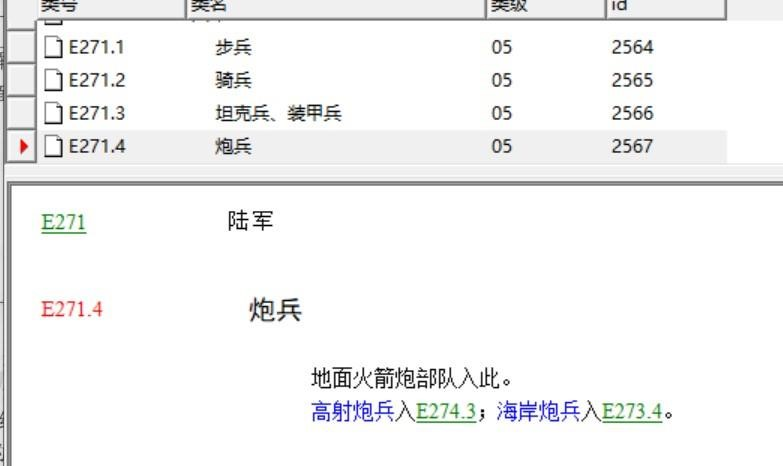 类号 类名 类级 id
E271.1 步兵 05 2564
E271.2 骑兵 05 2565
E271.3 坦克兵、装甲兵 05 2566
E271.4 炮兵 05 2567
E271 陆军
E271.4 炮兵
地面火箭炮部队入此。
高射炮兵入E274.3；海岸炮兵入E273.4。